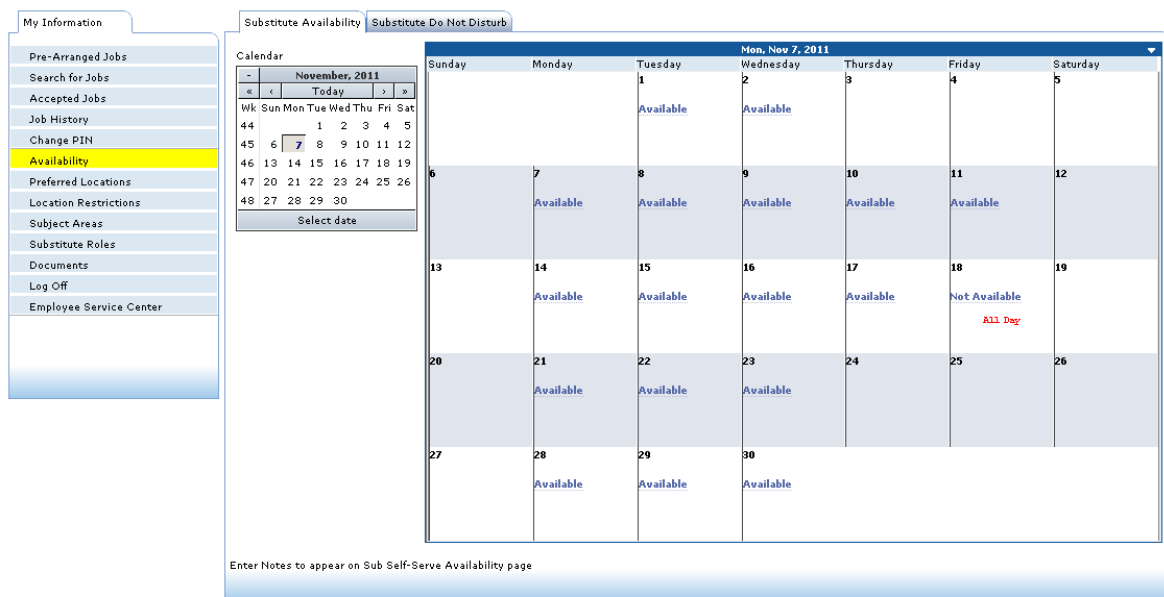 My Information
Pre-Arranged Jobs
Search for Jobs
Accepted Jobs
Job History
Change PIN
Availability
Preferred Locations
Location Restrictions
Subject Areas
Substitute Roles
Documents
Log Off
Employee Service Center
Substitute Availability Substitute Do Not Disturb
Calendar
- November, 2011
« ‹ Today › »
Wk Sun Mon Tue Wed Thu Fri Sat
44 1 2 3 4 5
45 6 7 8 9 10 11 12
46 13 14 15 16 17 18 19
47 20 21 22 23 24 25 26
48 27 28 29 30
Select date
Mon, Nov 7, 2011
Sunday Monday Tuesday Wednesday Thursday Friday Saturday
1 2 3 4 5
Available Available
6 7 8 9 10 11 12
Available Available Available Available Available
13 14 15 16 17 18 19
Available Available Available Available Not Available
All Day
20 21 22 23 24 25 26
Available Available Available
27 28 29 30
Available Available Available
Enter Notes to appear on Sub Self-Serve Availability page